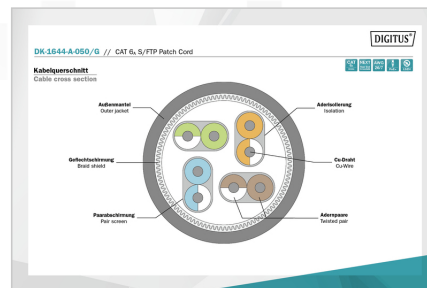 DIGITUS®
DK-1644-A-050/G // CAT 6A S/FTP Patch Cord
Kabelquerschnitt
Cable cross section
Außenmantel
Outer jacket
Aderisolierung
Isolation
Geflechtschirmung
Braid shield
Cu-Draht
Cu-Wire
Paarabschirmung
Pair screen
Adernpaare
Twisted pair